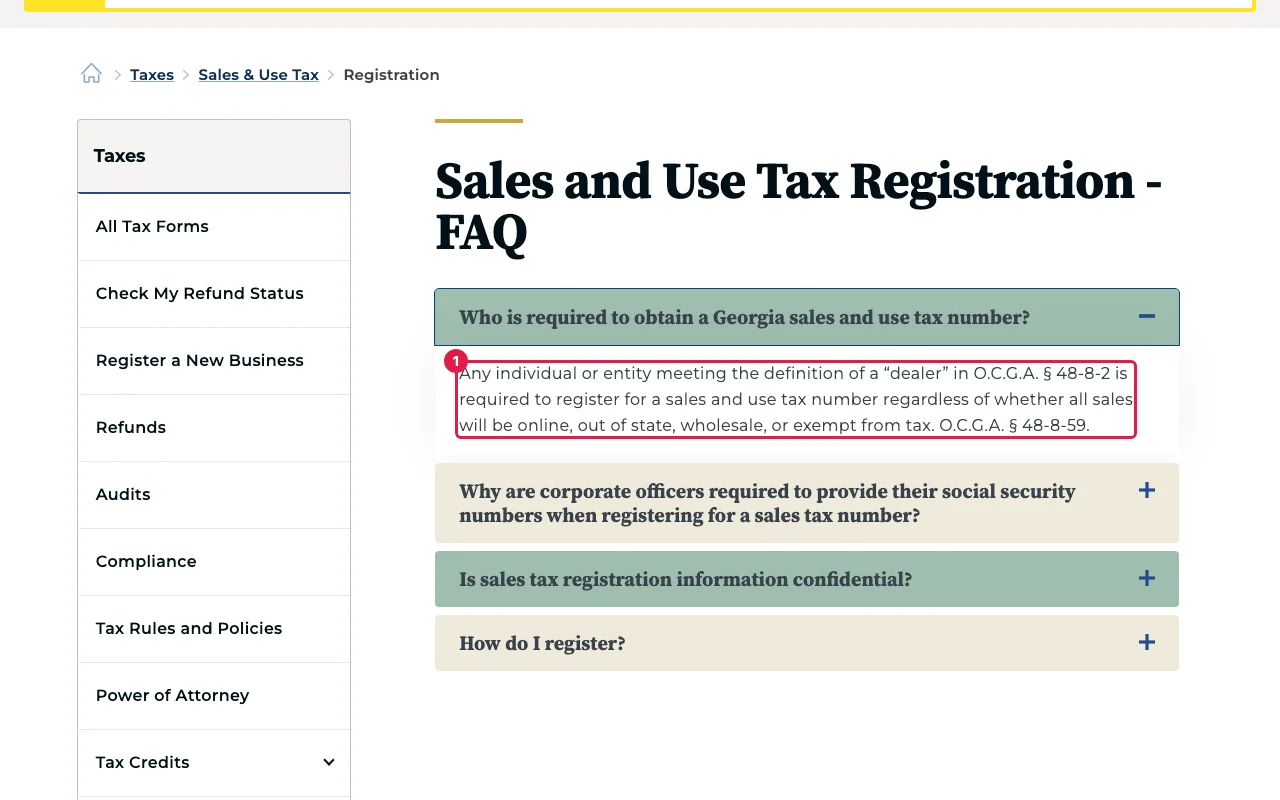 Taxes > Sales & Use Tax > Registration
Taxes
All Tax Forms
Check My Refund Status
Register a New Business
Refunds
Audits
Compliance
Tax Rules and Policies
Power of Attorney
Tax Credits
Sales and Use Tax Registration -
FAQ
Who is required to obtain a Georgia sales and use tax number?
1
Any individual or entity meeting the definition of a “dealer” in O.C.G.A. § 48-8-2 is
required to register for a sales and use tax number regardless of whether all sales
will be online, out of state, wholesale, or exempt from tax. O.C.G.A. § 48-8-59.
Why are corporate officers required to provide their social security
numbers when registering for a sales tax number?
Is sales tax registration information confidential?
How do I register?